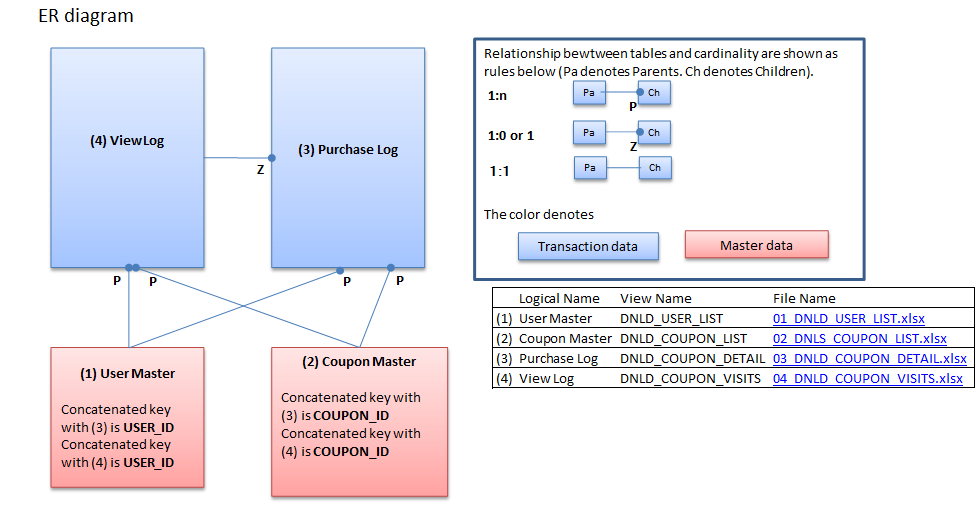 ER diagram
(4) View Log
(3) Purchase Log
Z
P
P
P
P
(1) User Master
Concatenated key
with (3) is USER_ID
Concatenated key
with (4) is USER_ID
(2) Coupon Master
Concatenated key with
(3) is COUPON_ID
Concatenated key with
(4) is COUPON_ID
Relationship bewtween tables and cardinality are shown as
rules below (Pa denotes Parents. Ch denotes Children).
1:n Pa Ch
P
1:0 or 1 Pa Ch
Z
1:1 Pa Ch
The color denotes
Transaction data Master data
Logical Name View Name File Name
(1) User Master DNLD_USER_LIST 01_DNLD_USER_LIST.xlsx
(2) Coupon Master DNLD_COUPON_LIST 02_DNLS_COUPON_LIST.xlsx
(3) Purchase Log DNLD_COUPON_DETAIL 03_DNLD_COUPON_DETAIL.xlsx
(4) View Log DNLD_COUPON_VISITS 04_DNLD_COUPON_VISITS.xlsx